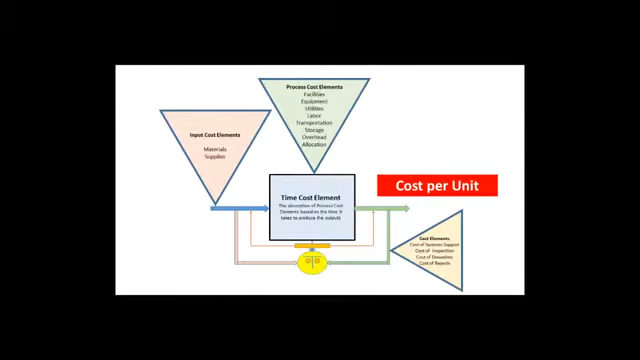 Process Cost Elements
Facilities
Equipment
Utilities
Labor
Transportation
Storage
Overhead
Allocation
Input Cost Elements
Materials
Supplies
Time Cost Element
The absorption of Process Cost
Elements based on the time it
takes to produce the outputs
Cost per Unit
Cost Elements
Cost of Systems Support
Cost of Inspection
Cost of Downtime
Cost of Rejects